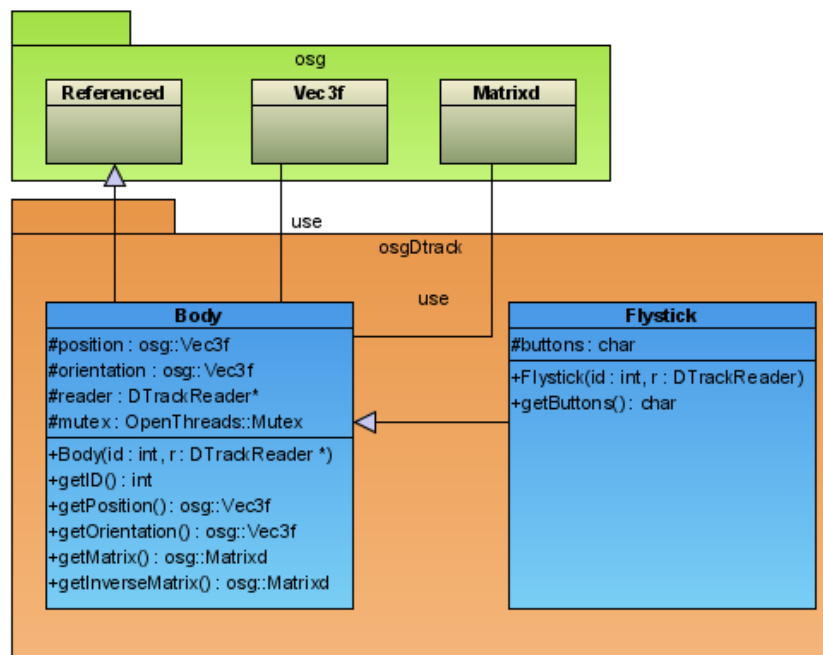 osg
Referenced
Vec3f
Matrixd
use
osgDtrack
use
Body
#position : osg::Vec3f
#orientation : osg::Vec3f
#reader : DTrackReader*
#mutex : OpenThreads::Mutex
+Body(id : int, r : DTrackReader *)
+getID() : int
+getPosition() : osg::Vec3f
+getOrientation() : osg::Vec3f
+getMatrix() : osg::Matrixd
+getInverseMatrix() : osg::Matrixd
Flystick
#buttons : char
+Flystick(id : int, r : DTrackReader)
+getButtons() : char